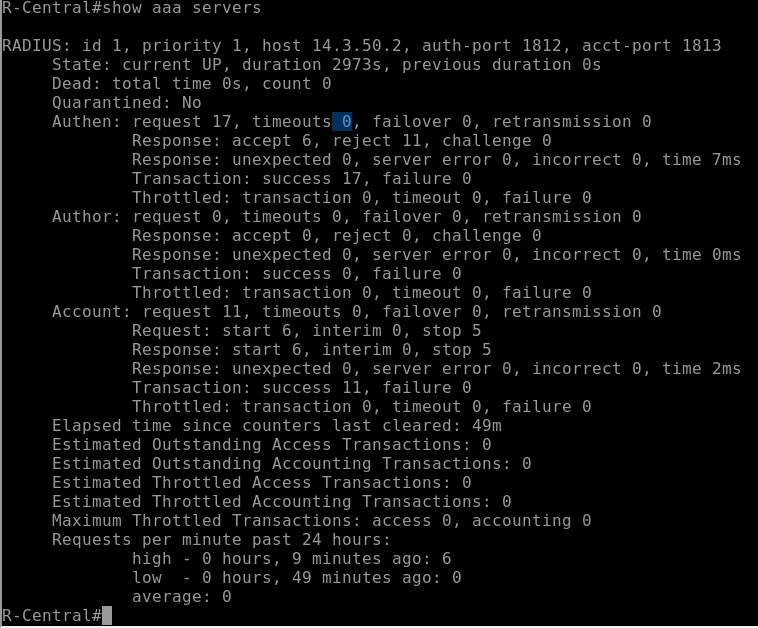 R-Central#show aaa servers
RADIUS: id 1, priority 1, host 14.3.50.2, auth-port 1812, acct-port 1813
State: current UP, duration 2973s, previous duration 0s
Dead: total time 0s, count 0
Quarantined: No
Authen: request 17, timeouts 0, failover 0, retransmission 0
Response: accept 6, reject 11, challenge 0
Response: unexpected 0, server error 0, incorrect 0, time 7ms
Transaction: success 17, failure 0
Throttled: transaction 0, timeout 0, failure 0
Author: request 0, timeouts 0, failover 0, retransmission 0
Response: accept 0, reject 0, challenge 0
Response: unexpected 0, server error 0, incorrect 0, time 0ms
Transaction: success 0, failure 0
Throttled: transaction 0, timeout 0, failure 0
Account: request 11, timeouts 0, failover 0, retransmission 0
Request: start 6, interim 0, stop 5
Response: start 6, interim 0, stop 5
Response: unexpected 0, server error 0, incorrect 0, time 2ms
Transaction: success 11, failure 0
Throttled: transaction 0, timeout 0, failure 0
Elapsed time since counters last cleared: 49m
Estimated Outstanding Access Transactions: 0
Estimated Outstanding Accounting Transactions: 0
Estimated Throttled Access Transactions: 0
Estimated Throttled Accounting Transactions: 0
Maximum Throttled Transactions: access 0, accounting 0
Requests per minute past 24 hours:
high - 0 hours, 9 minutes ago: 6
low  - 0 hours, 49 minutes ago: 0
average: 0
R-Central#